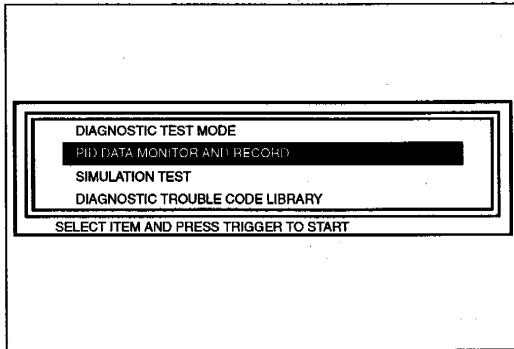 DIAGNOSTIC TEST MODE
PID DATA MONITOR AND RECORD
SIMULATION TEST
DIAGNOSTIC TROUBLE CODE LIBRARY
SELECT ITEM AND PRESS TRIGGER TO START